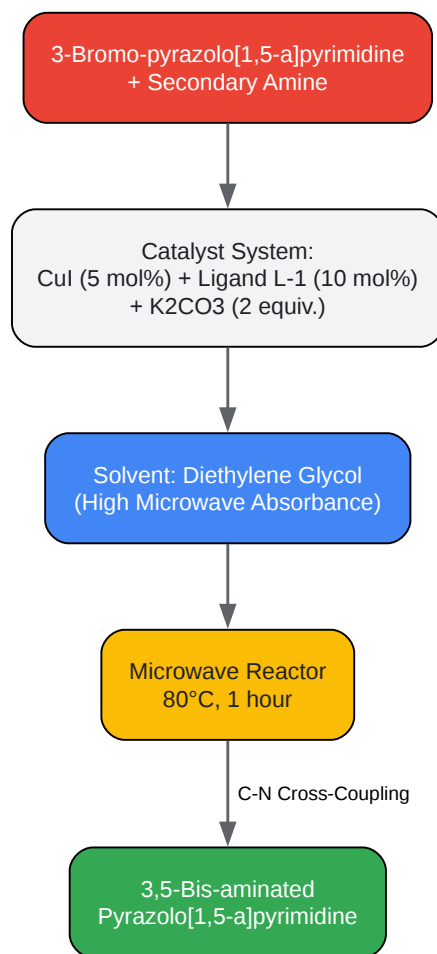 3-Bromo-pyrazolo[1,5-a]pyrimidine
+ Secondary Amine
Catalyst System:
CuI (5 mol%) + Ligand L-1 (10 mol%)
+ K2CO3 (2 equiv.)
Solvent: Diethylene Glycol
(High Microwave Absorbance)
Microwave Reactor
80°C, 1 hour
C-N Cross-Coupling
3,5-Bis-aminated
Pyrazolo[1,5-a]pyrimidine